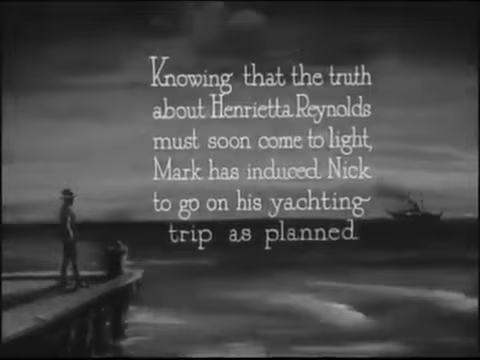 Knowing that the truth
about Henrietta Reynolds
must soon come to light,
Mark has induced Nick
to go on his yachting
trip as planned